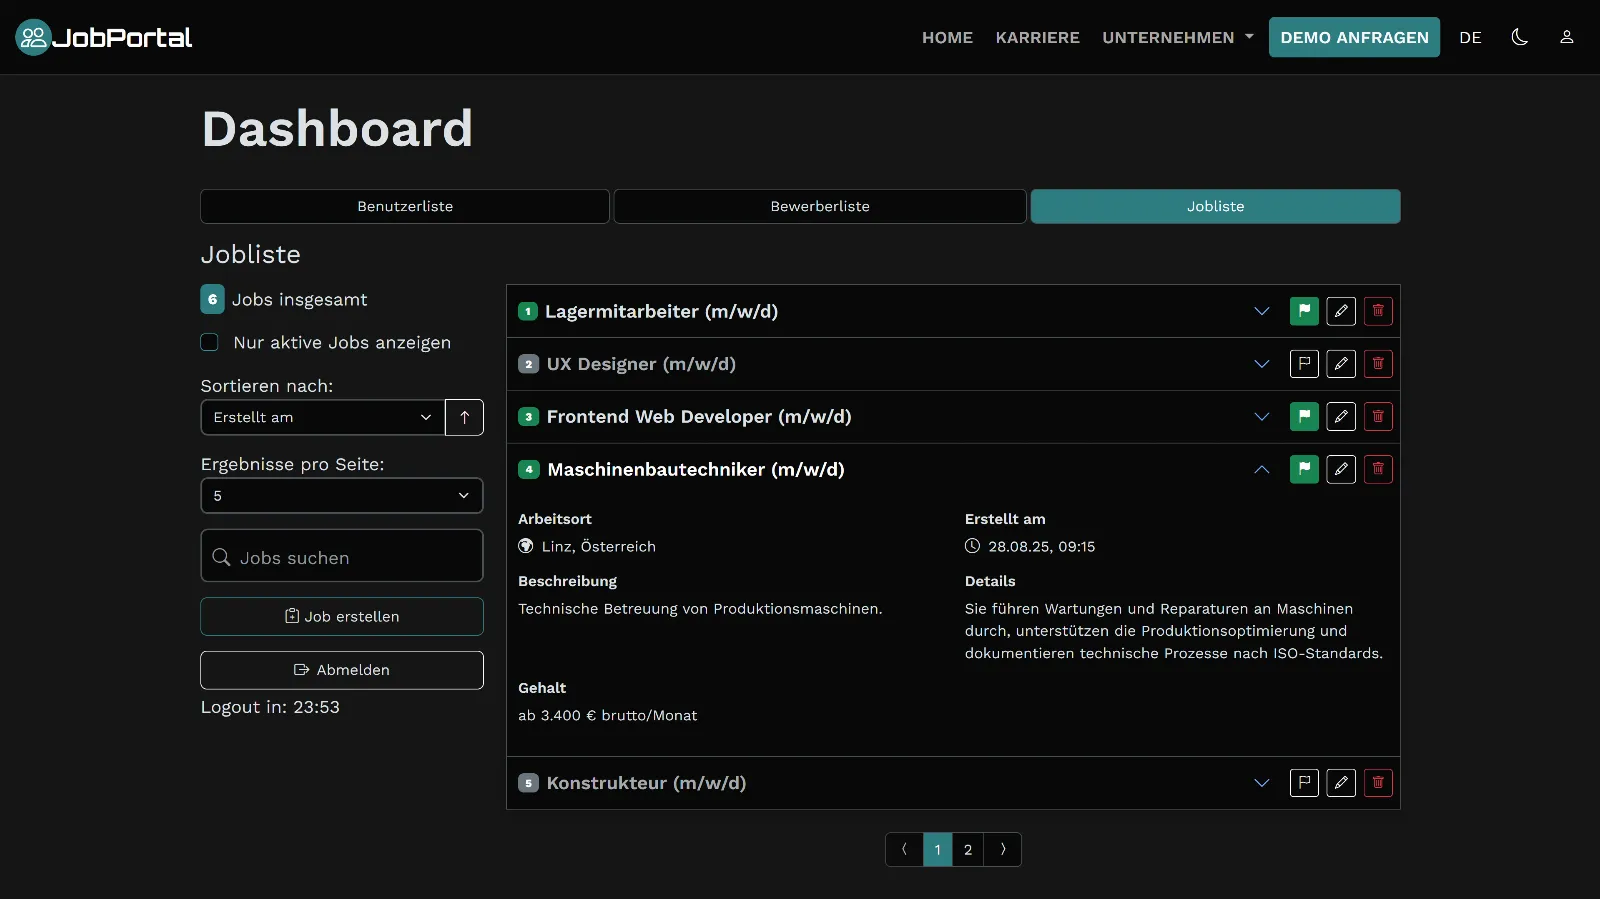 JobPortal
HOME
KARRIERE
UNTERNEHMEN
DEMO ANFRAGEN
DE
Dashboard
Benutzerliste
Bewerberliste
Jobliste
Jobliste
6 Jobs insgesamt
Nur aktive Jobs anzeigen
Sortieren nach:
Erstellt am
Ergebnisse pro Seite:
5
Jobs suchen
Job erstellen
Abmelden
Logout in: 23:53
1 Lagermitarbeiter (m/w/d)
2 UX Designer (m/w/d)
3 Frontend Web Developer (m/w/d)
4 Maschinenbautechniker (m/w/d)
Arbeitsort
Linz, Österreich
Erstellt am
28.08.25, 09:15
Beschreibung
Technische Betreuung von Produktionsmaschinen.
Details
Sie führen Wartungen und Reparaturen an Maschinen
durch, unterstützen die Produktionsoptimierung und
dokumentieren technische Prozesse nach ISO-Standards.
Gehalt
ab 3.400 € brutto/Monat
5 Konstrukteur (m/w/d)
1 2